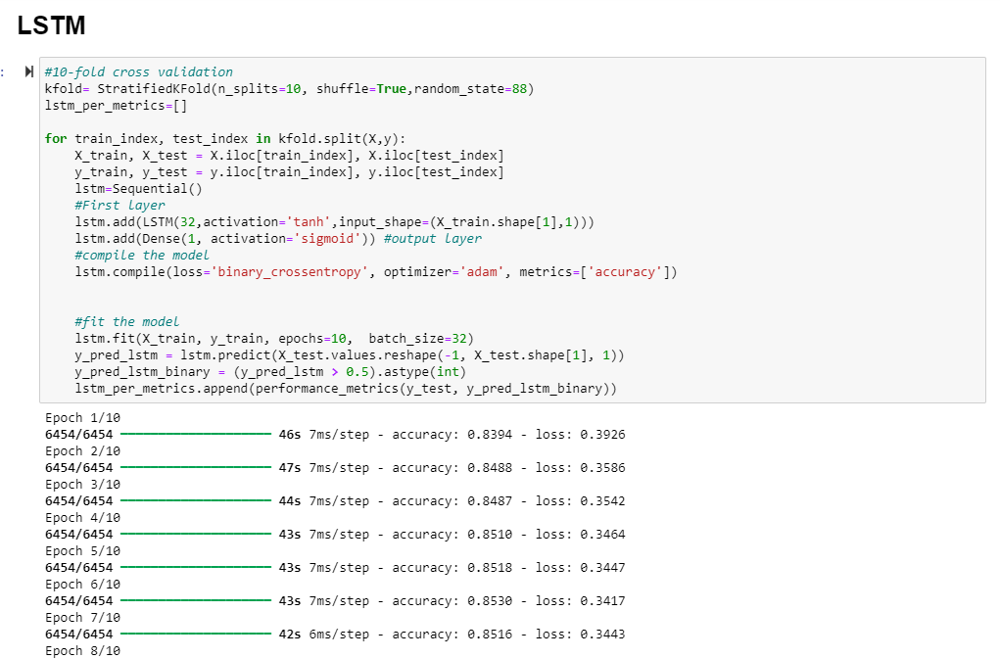 LSTM
:
#10-fold cross validation
kfold= StratifiedKFold(n_splits=10, shuffle=True,random_state=88)
lstm_per_metrics=[]
for train_index, test_index in kfold.split(X,y):
    X_train, X_test = X.iloc[train_index], X.iloc[test_index]
    y_train, y_test = y.iloc[train_index], y.iloc[test_index]
    lstm=Sequential()
    #First layer
    lstm.add(LSTM(32,activation='tanh',input_shape=(X_train.shape[1],1)))
    lstm.add(Dense(1, activation='sigmoid')) #output layer
    #compile the model
    lstm.compile(loss='binary_crossentropy', optimizer='adam', metrics=['accuracy'])
    #fit the model
    lstm.fit(X_train, y_train, epochs=10,  batch_size=32)
    y_pred_lstm = lstm.predict(X_test.values.reshape(-1, X_test.shape[1], 1))
    y_pred_lstm_binary = (y_pred_lstm > 0.5).astype(int)
    lstm_per_metrics.append(performance_metrics(y_test, y_pred_lstm_binary))
Epoch 1/10
6454/6454 46s 7ms/step - accuracy: 0.8394 - loss: 0.3926
Epoch 2/10
6454/6454 47s 7ms/step - accuracy: 0.8488 - loss: 0.3586
Epoch 3/10
6454/6454 44s 7ms/step - accuracy: 0.8487 - loss: 0.3542
Epoch 4/10
6454/6454 43s 7ms/step - accuracy: 0.8510 - loss: 0.3464
Epoch 5/10
6454/6454 43s 7ms/step - accuracy: 0.8518 - loss: 0.3447
Epoch 6/10
6454/6454 43s 7ms/step - accuracy: 0.8530 - loss: 0.3417
Epoch 7/10
6454/6454 42s 6ms/step - accuracy: 0.8516 - loss: 0.3443
Epoch 8/10